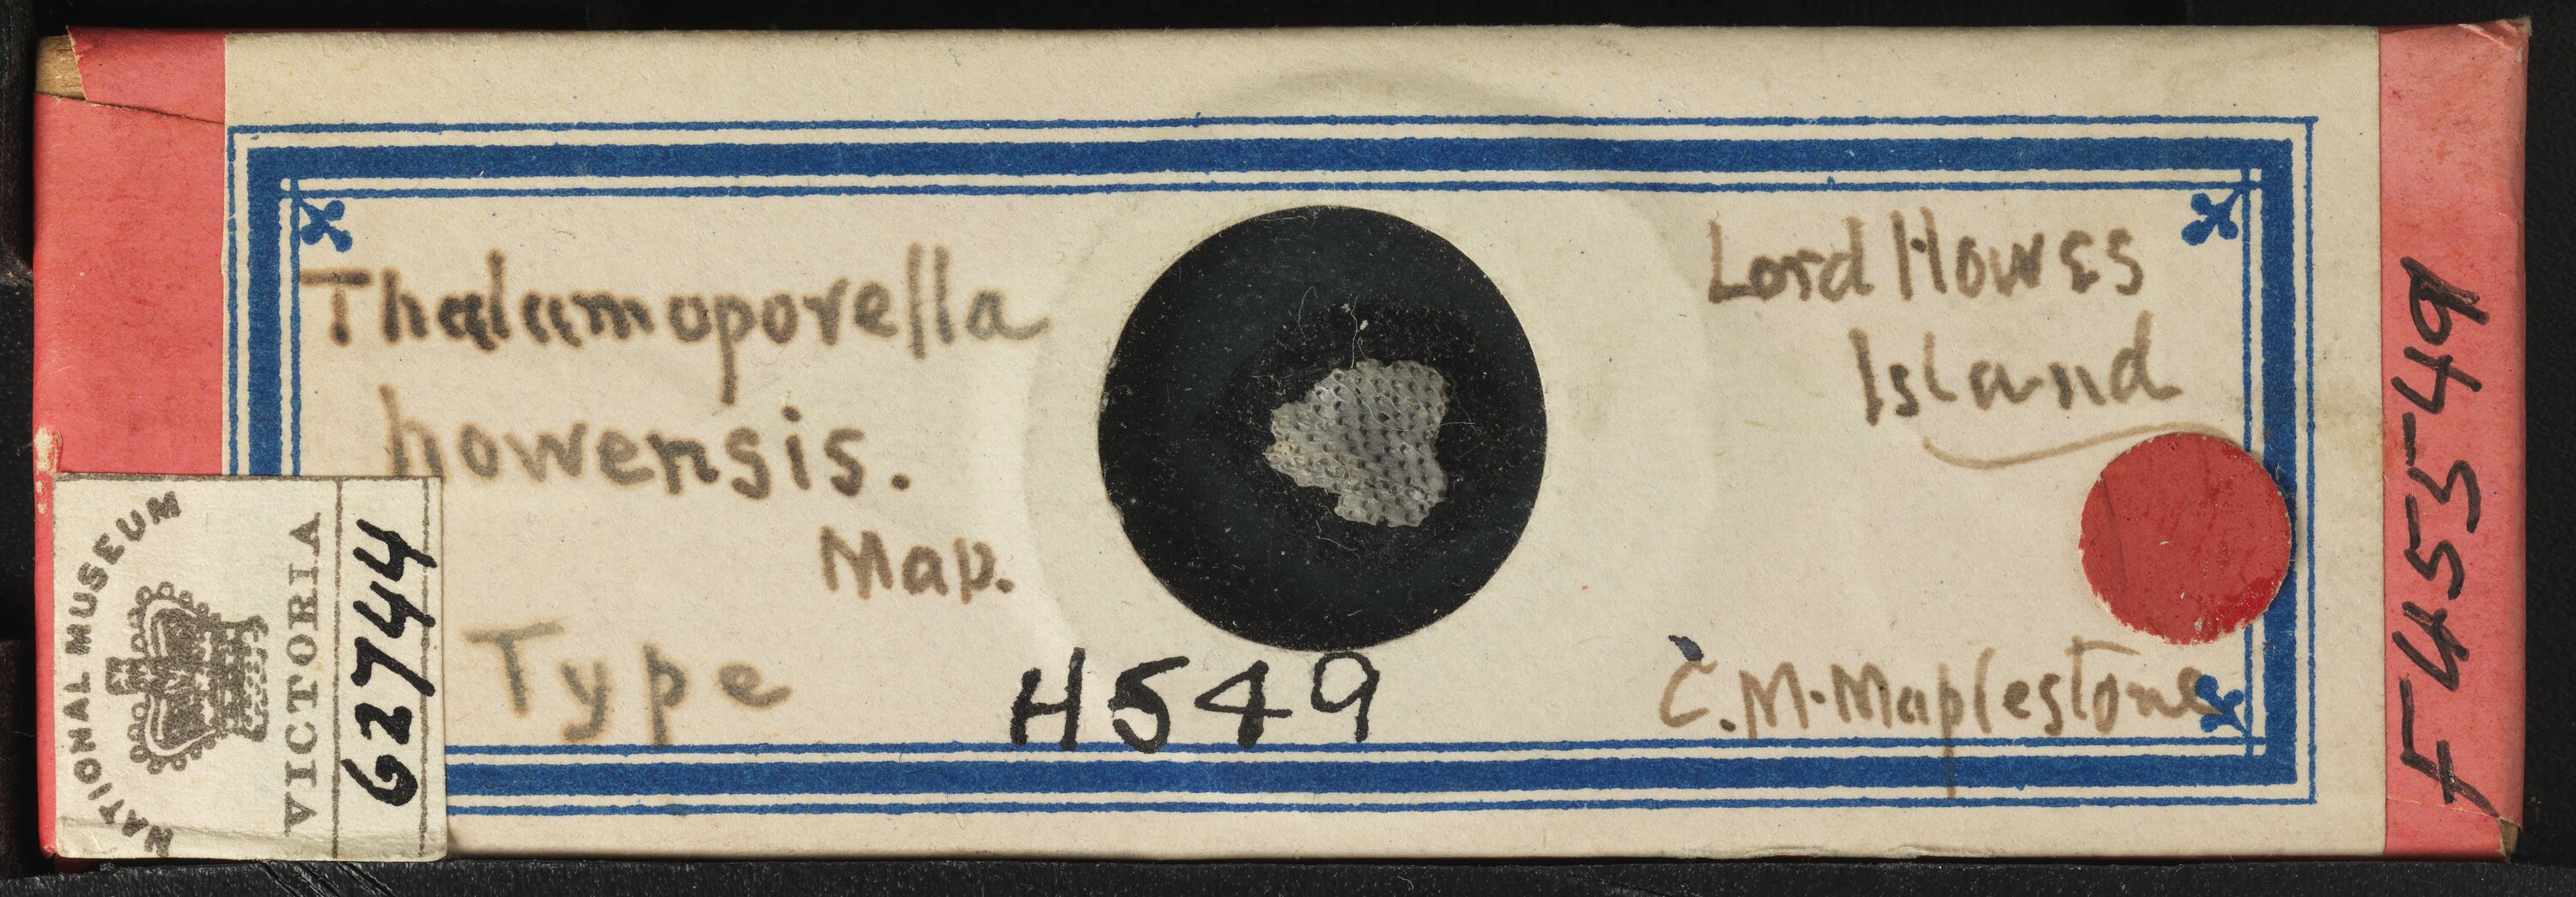 Thalamoporella
howensis.
Map.
Type
Lord Howes
Island
C. M. Maplestone
H549
NATIONAL MUSEUM
VICTORIA
62744
F45549